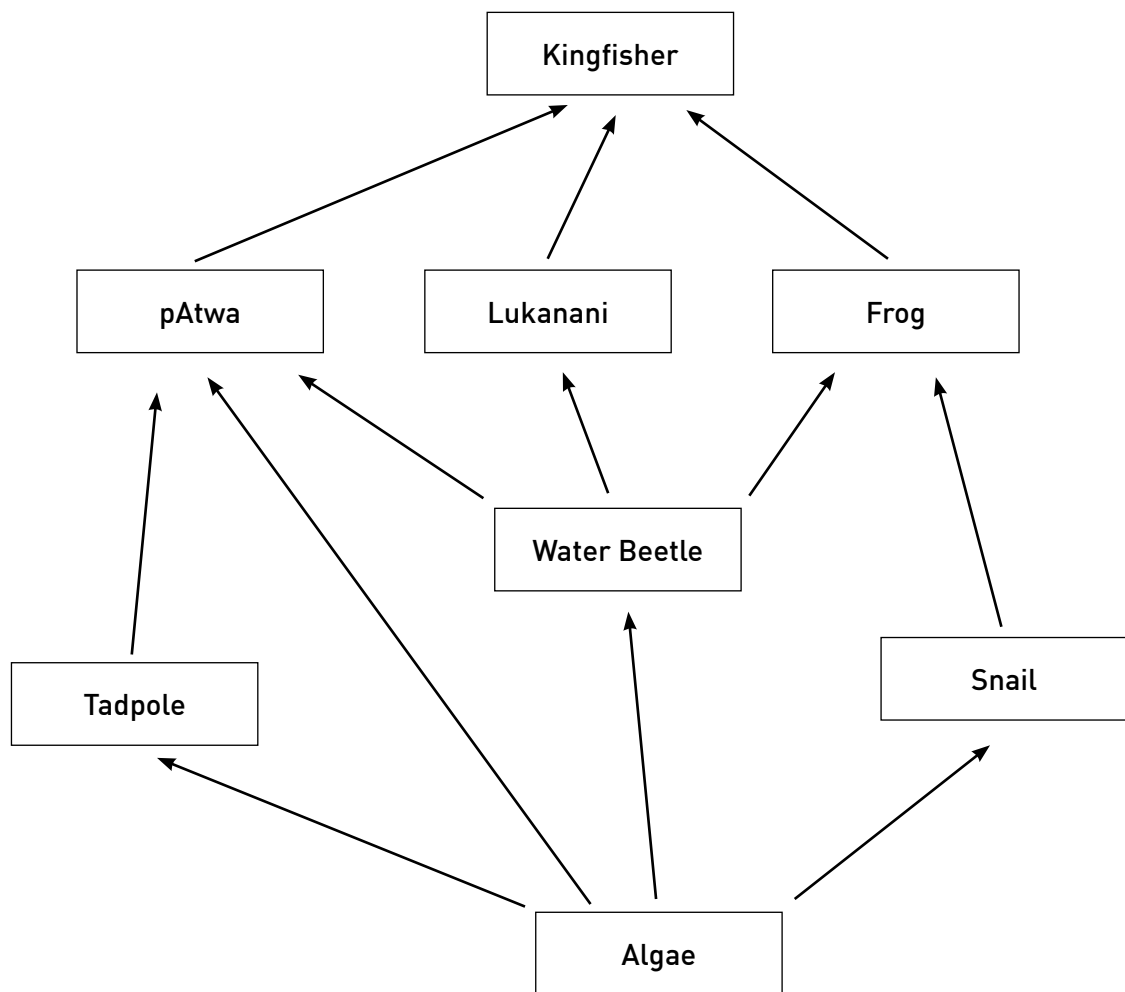 Kingfisher
pAtwa
Lukanani
Frog
Water Beetle
Snail
Tadpole
Algae